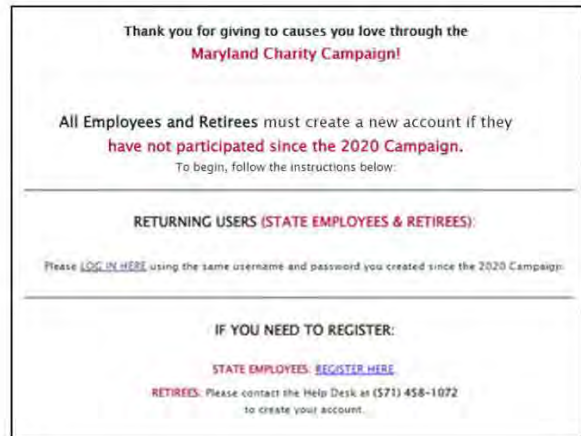 Thank you for giving to causes you love through the
Maryland Charity Campaign!
All Employees and Retirees must create a new account if they
have not participated since the 2020 Campaign.
To begin, follow the instructions below:
RETURNING USERS (STATE EMPLOYEES & RETIREES):
Please LOG IN HERE using the same username and password you created since the 2020 Campaign.
IF YOU NEED TO REGISTER:
STATE EMPLOYEES: REGISTER HERE
RETIREES: Please contact the Help Desk at (571) 458-1072
to create your account.